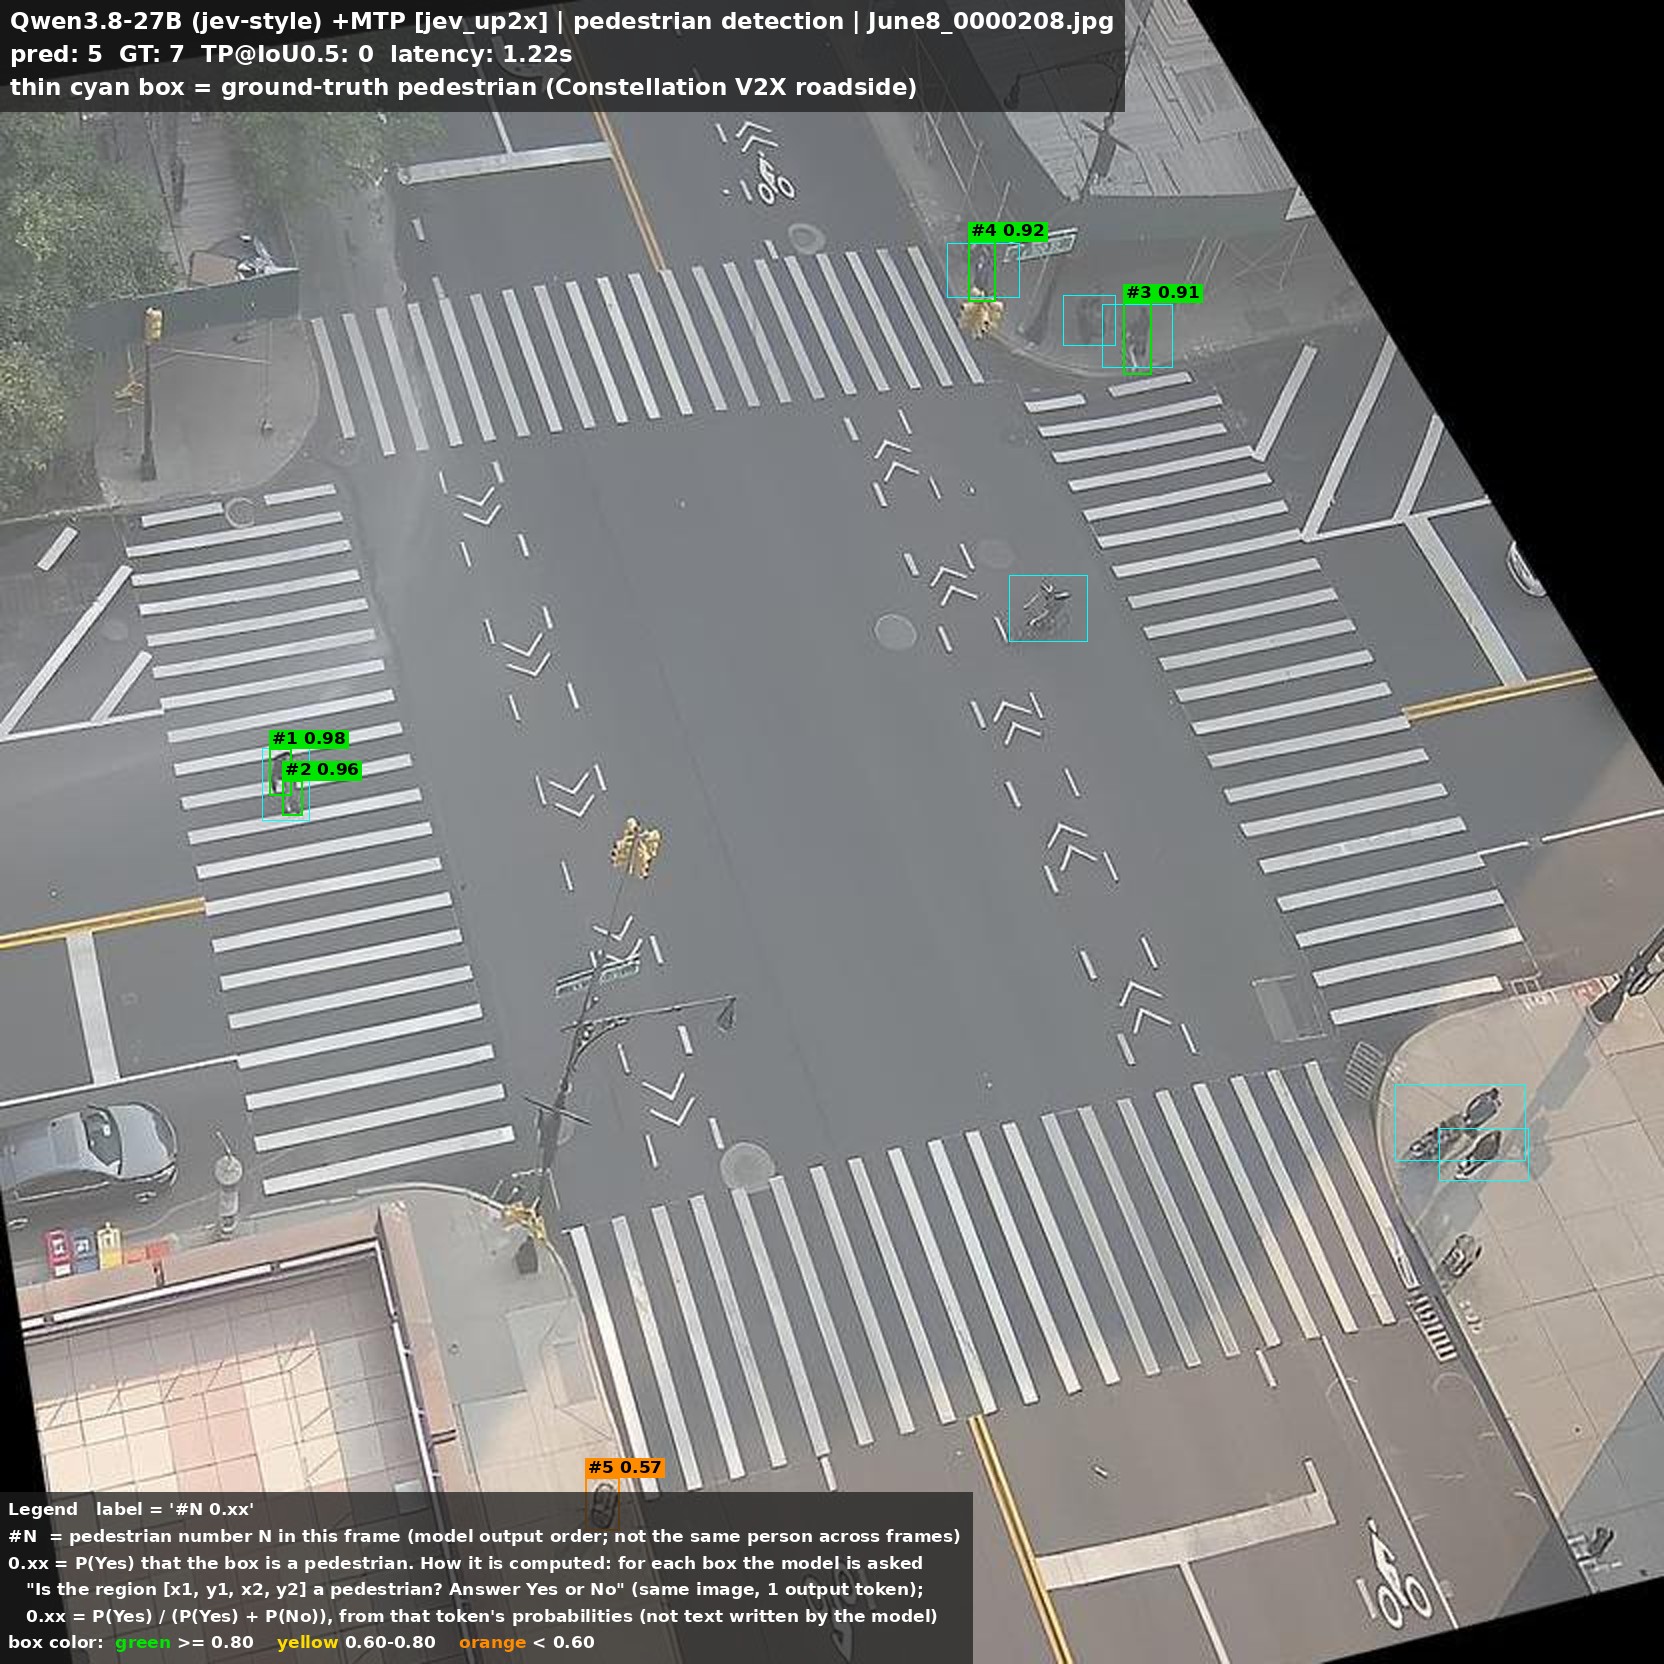 Qwen3.8-27B (jev-style) +MTP [jev_up2x] | pedestrian detection | June8_0000208.jpg
pred: 5  GT: 7  TP@IoU0.5: 0  latency: 1.22s
thin cyan box = ground-truth pedestrian (Constellation V2X roadside)
#4 0.92
#3 0.91
#1 0.98
#2 0.96
#5 0.57
Legend   label = '#N 0.xx'
#N  = pedestrian number N in this frame (model output order; not the same person across frames)
0.xx = P(Yes) that the box is a pedestrian. How it is computed: for each box the model is asked
"Is the region [x1, y1, x2, y2] a pedestrian? Answer Yes or No" (same image, 1 output token);
0.xx = P(Yes) / (P(Yes) + P(No)), from that token's probabilities (not text written by the model)
box color:  green >= 0.80    yellow 0.60-0.80    orange < 0.60